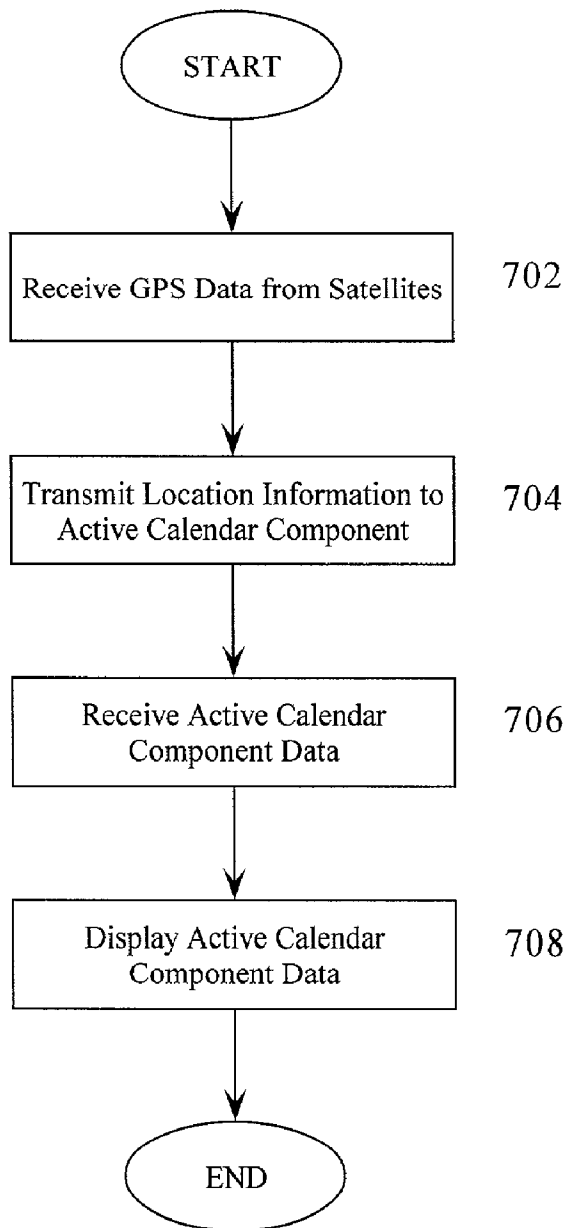 START
Receive GPS Data from Satellites
702
Transmit Location Information to
Active Calendar Component
704
Receive Active Calendar
Component Data
706
Display Active Calendar
Component Data
708
END